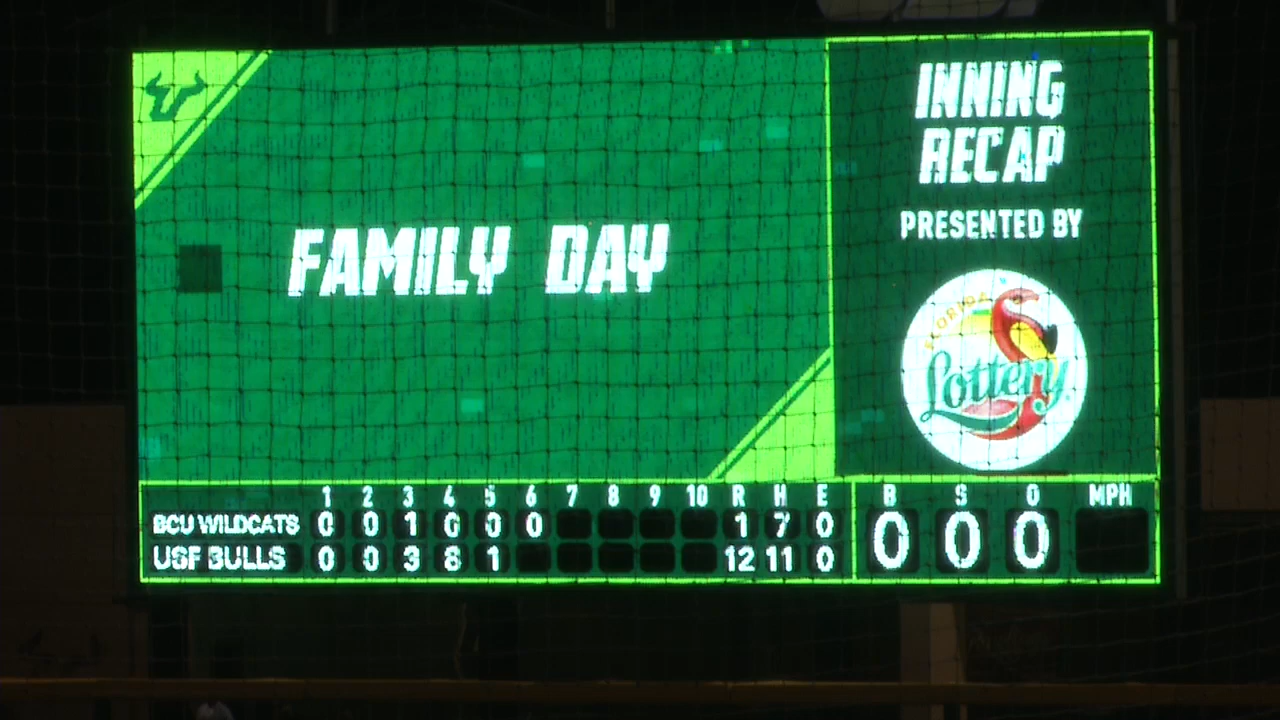 INNING
RECAP
PRESENTED BY
FAMILY DAY
FLORIDA
Lottery
1 2 3 4 5 6 7 8 9 10 R H E B S O MPH
BCU WILDCATS 0 0 1 0 0 0 1 7 0
USF BULLS 0 0 3 8 1 12 11 0
0 0 0